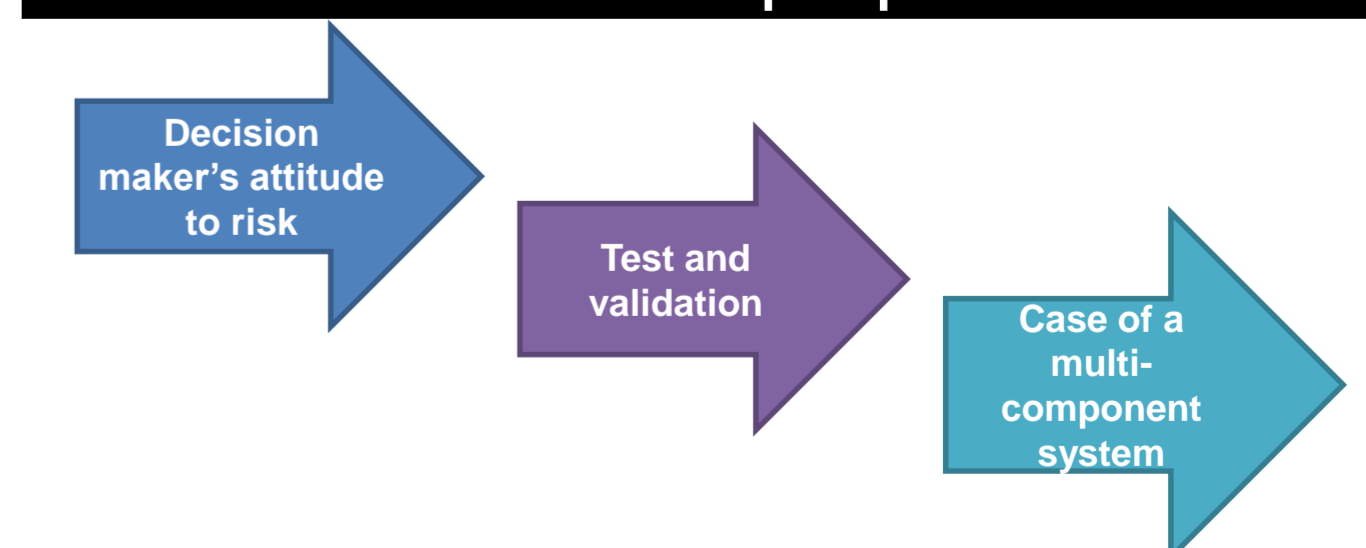 Decision
maker’s attitude
to risk
Test and
validation
Case of a
multi-
component
system